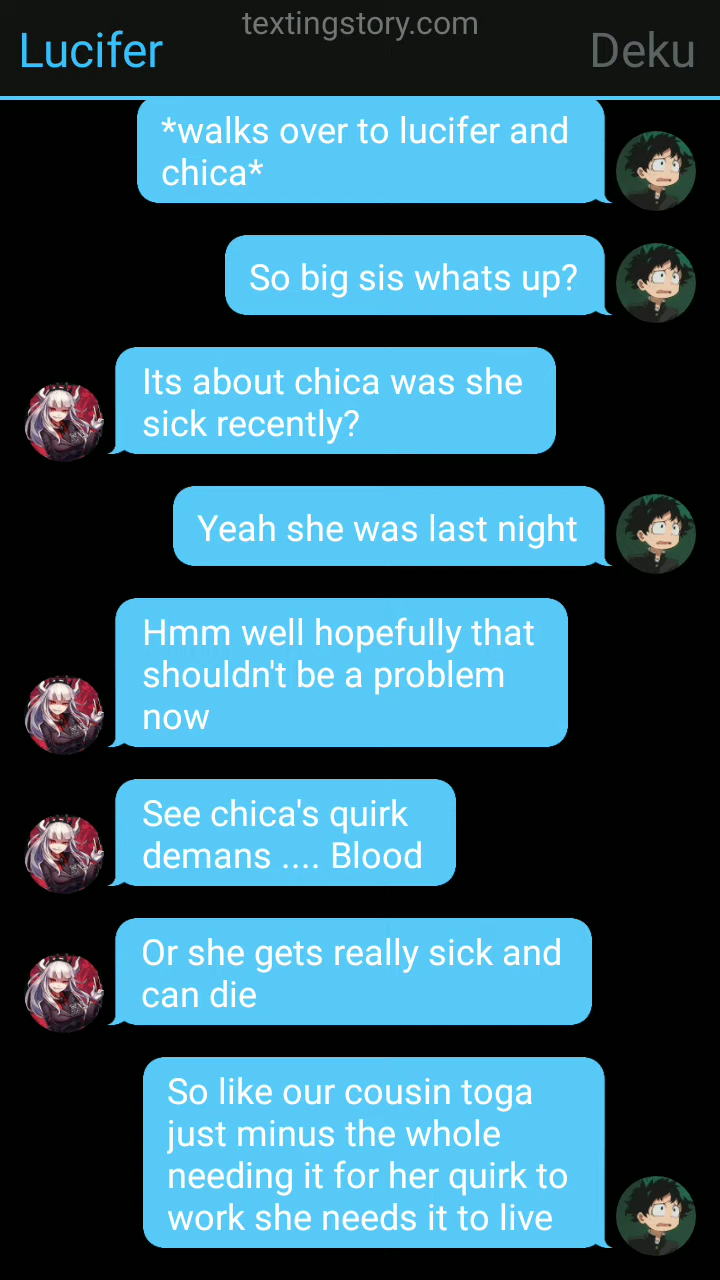 textingstory.com
Lucifer
Deku
*walks over to lucifer and
chica*
So big sis whats up?
Its about chica was she
sick recently?
Yeah she was last night
Hmm well hopefully that
shouldn't be a problem
now
See chica's quirk
demans .... Blood
Or she gets really sick and
can die
So like our cousin toga
just minus the whole
needing it for her quirk to
work she needs it to live